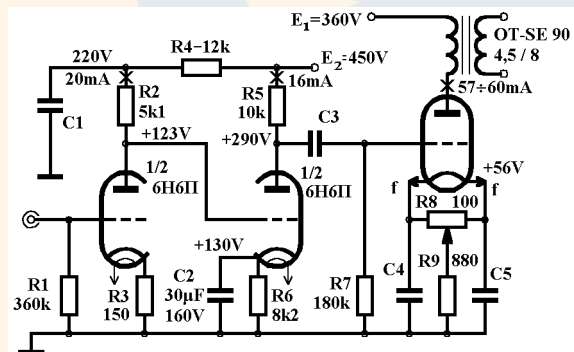 E1=360V
OT-SE 90
4,5 / 8
220V
R4–12k
E2=450V
20mA
16mA
57÷60mA
R2
5k1
R5
10k
C1
C3
+123V
+290V
1/2
6Н6П
1/2
6Н6П
+56V
f
f
R8
100
+130V
C2
30µF
160V
R1
360k
R3
150
R6
8k2
R7
180k
C4
R9
880
C5